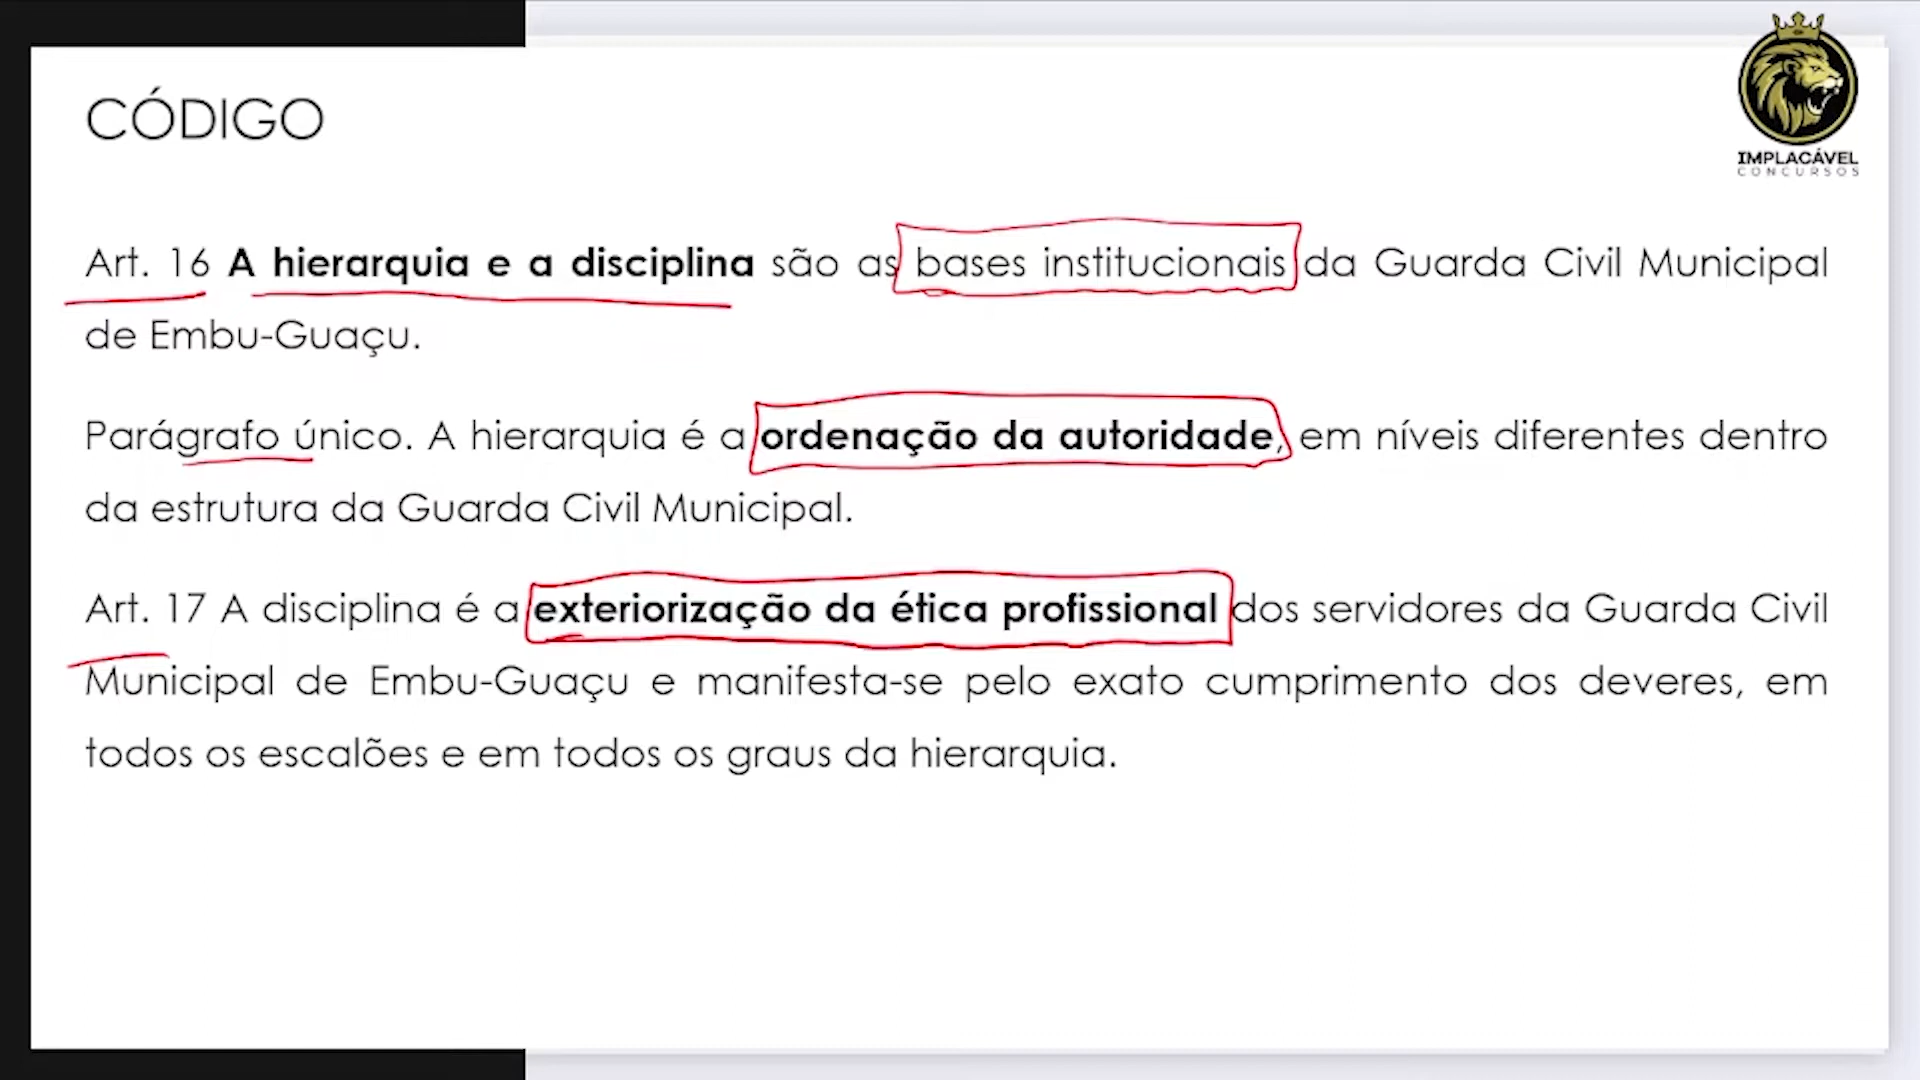 CÓDIGO
IMPLACÁVEL
CONCURSOS
Art. 16 A hierarquia e a disciplina são as bases institucionais da Guarda Civil Municipal
de Embu-Guaçu.
Parágrafo único. A hierarquia é a ordenação da autoridade, em níveis diferentes dentro
da estrutura da Guarda Civil Municipal.
Art. 17 A disciplina é a exteriorização da ética profissional dos servidores da Guarda Civil
Municipal de Embu-Guaçu e manifesta-se pelo exato cumprimento dos deveres, em
todos os escalões e em todos os graus da hierarquia.